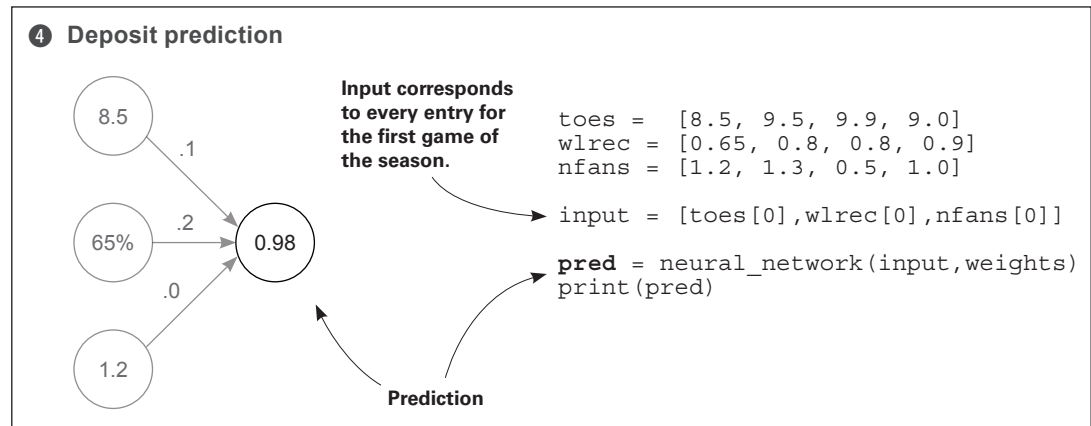 4 Deposit prediction
8.5
.1
65%
.2
0.98
.0
1.2
Input corresponds
to every entry for
the first game of
the season.
toes =  [8.5, 9.5, 9.9, 9.0]
wlrec = [0.65, 0.8, 0.8, 0.9]
nfans = [1.2, 1.3, 0.5, 1.0]
input = [toes[0],wlrec[0],nfans[0]]
pred = neural_network(input,weights)
print(pred)
Prediction